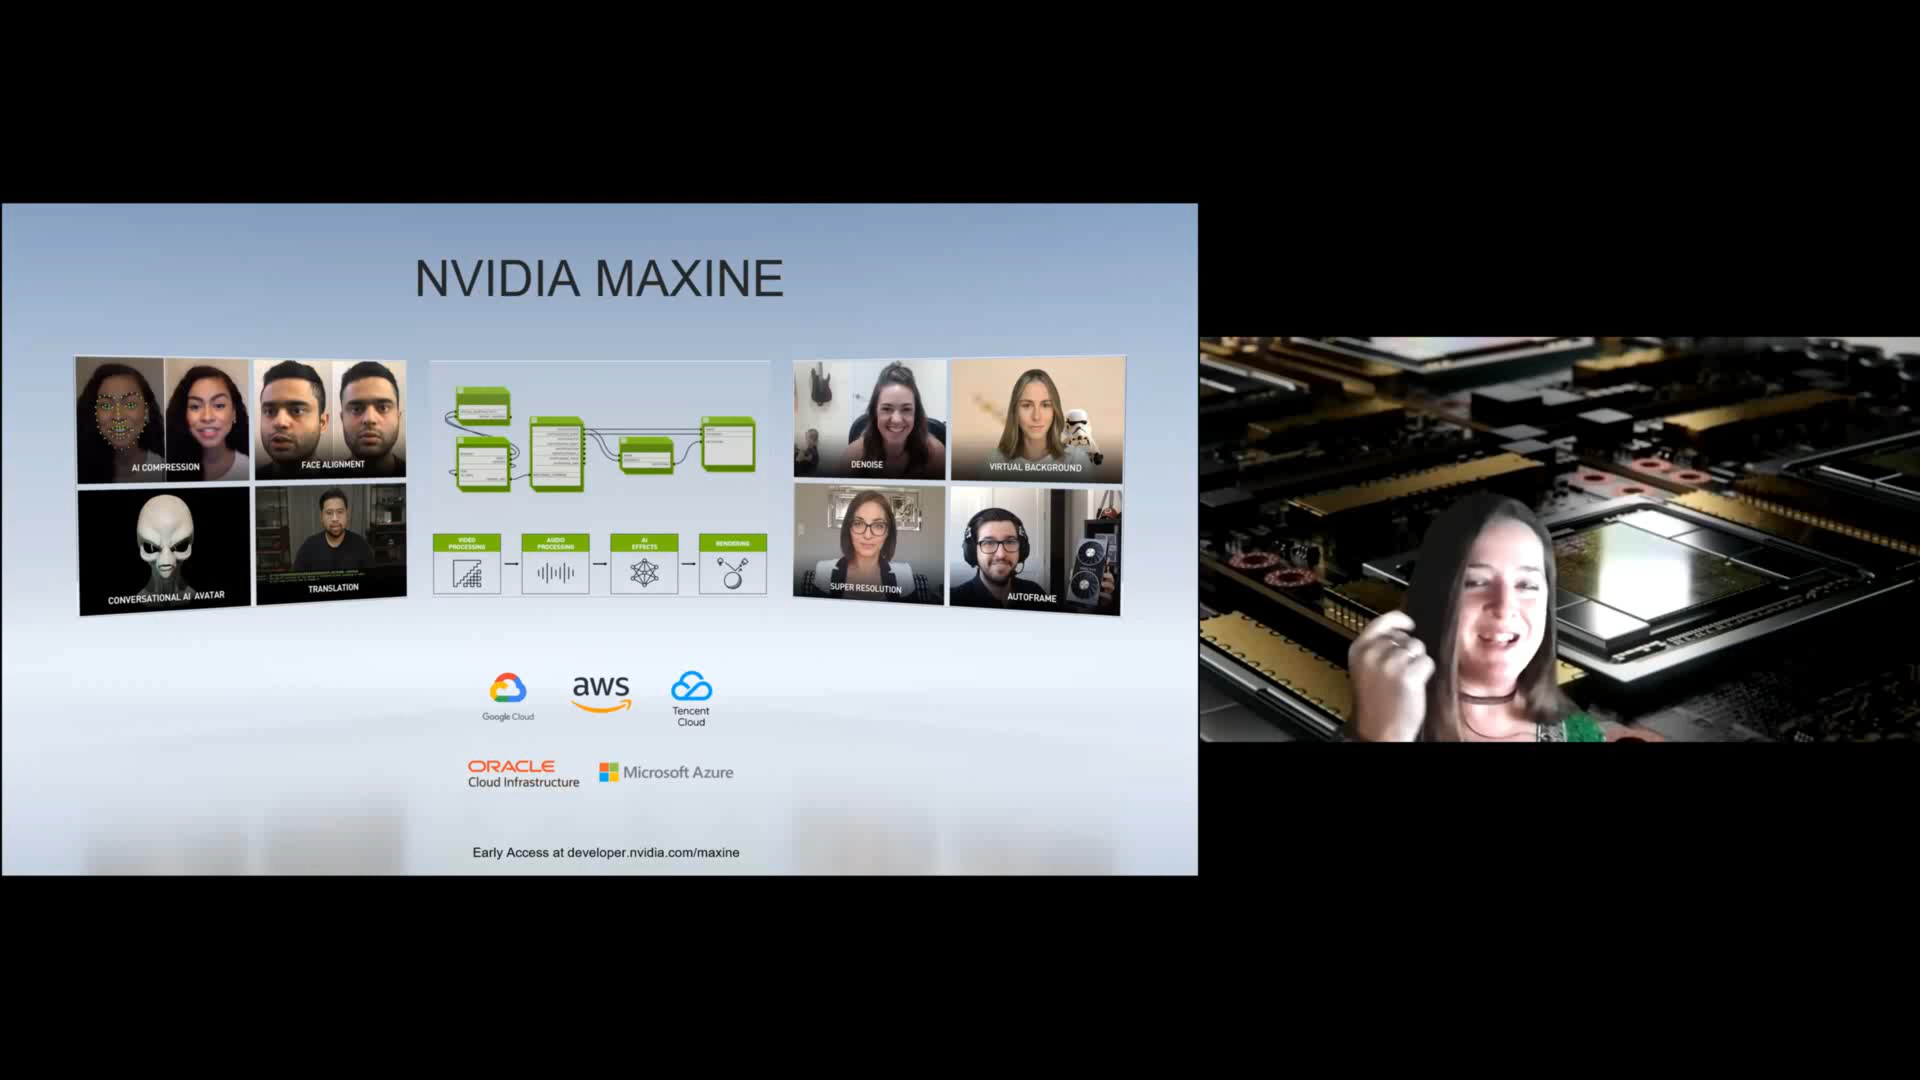 NVIDIA MAXINE
AI COMPRESSION
FACE ALIGNMENT
CONVERSATIONAL AI AVATAR
TRANSLATION
VIDEO
PROCESSING
AUDIO
PROCESSING
AI
EFFECTS
RENDERING
DENOISE
VIRTUAL BACKGROUND
SUPER RESOLUTION
AUTOFRAME
Google Cloud
aws
Tencent
Cloud
ORACLE
Cloud Infrastructure
Microsoft Azure
Early Access at developer.nvidia.com/maxine